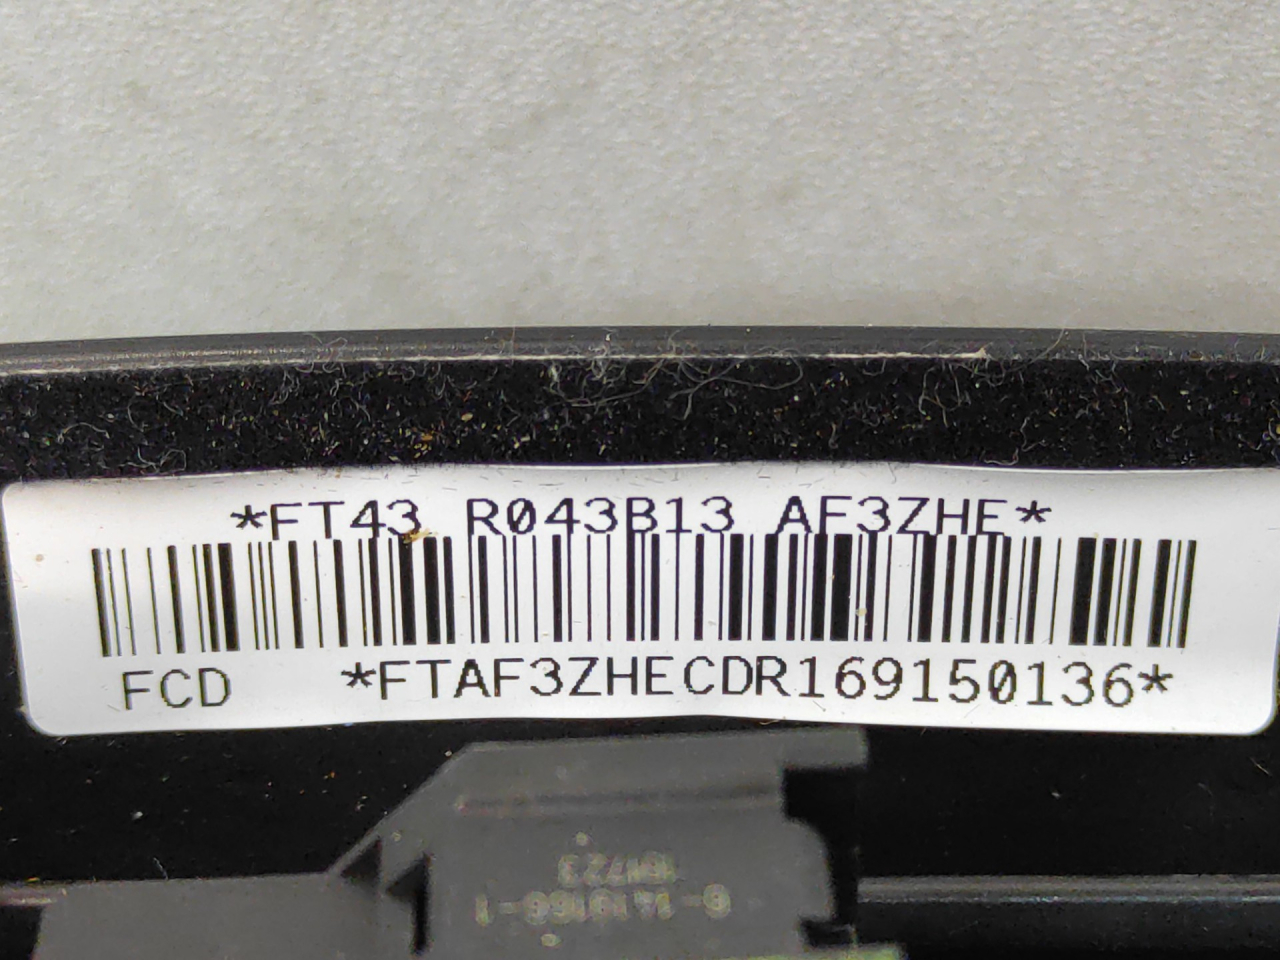 *FT43 R043B13 AF3ZHE*
FCD *FTAF3ZHECDR169150136*